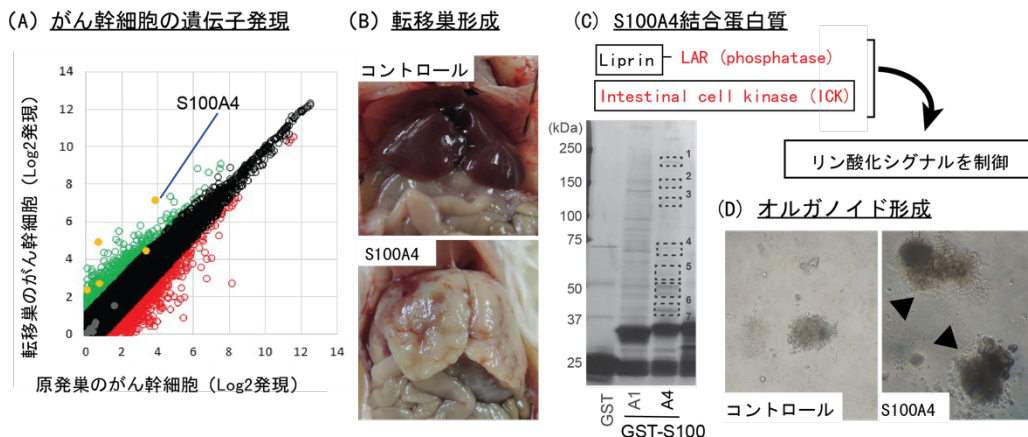 (A) がん幹細胞の遺伝子発現
14
12
10
8
6
4
2
0
0 2 4 6 8 10 12 14
S100A4
転移巣のがん幹細胞 (Log2発現)
原発巣のがん幹細胞 (Log2発現)
(B) 転移巣形成
コントロール
S100A4
(C) S100A4結合蛋白質
Liprin LAR (phosphatase)
Intestinal cell kinase (ICK)
リン酸化シグナルを制御
(kDa)
250
150
100
75
50
37
25
1
2
3
4
5
6
7
GST A1 A4
GST-S100
(D) オルガノイド形成
コントロール
S100A4